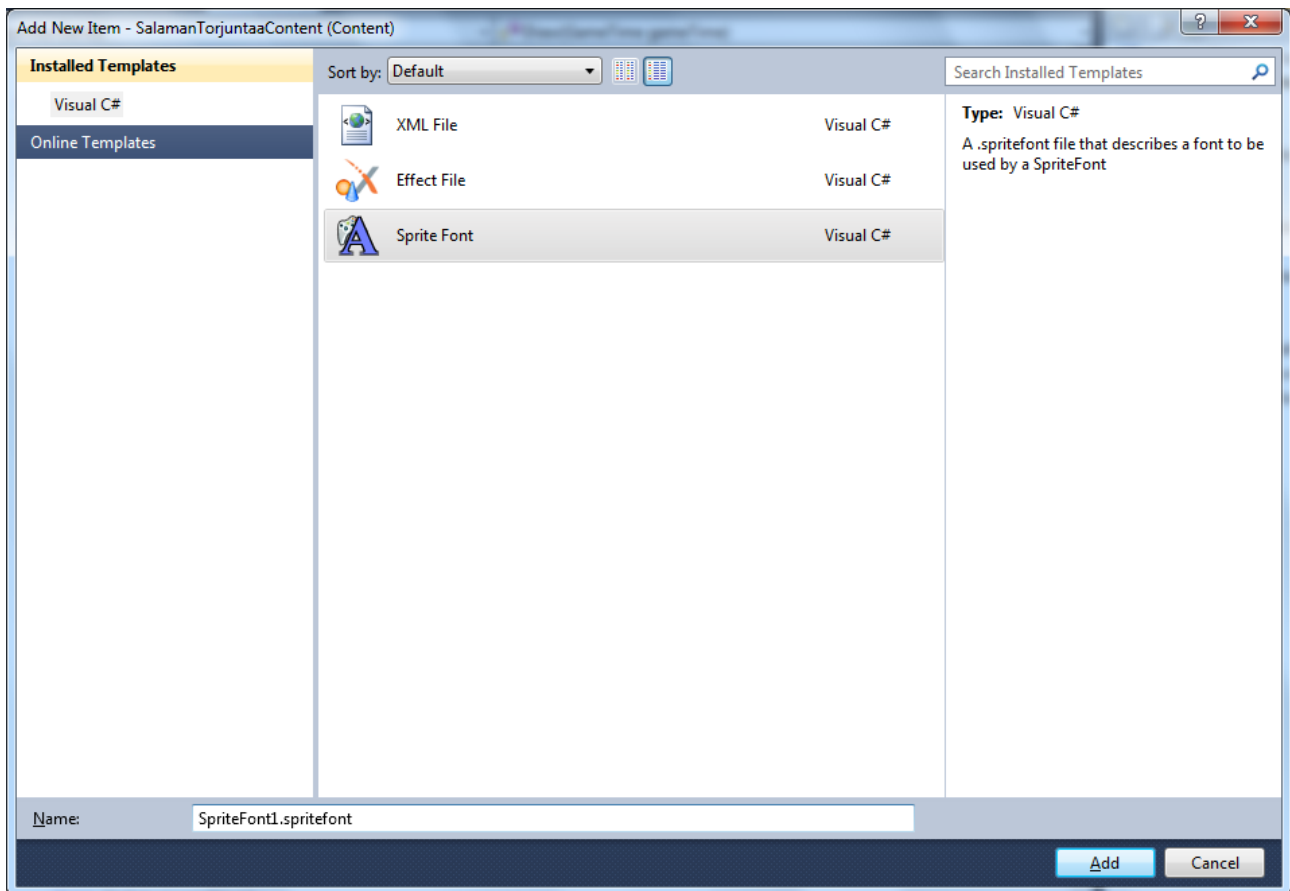 Add New Item - SalamanTorjuntaaContent (Content)
Installed Templates
Visual C#
Online Templates
Sort by: Default
Search Installed Templates
XML File Visual C#
Effect File Visual C#
Sprite Font Visual C#
Type: Visual C#
A .spritefont file that describes a font to be
used by a SpriteFont
Name: SpriteFont1.spritefont
Add Cancel